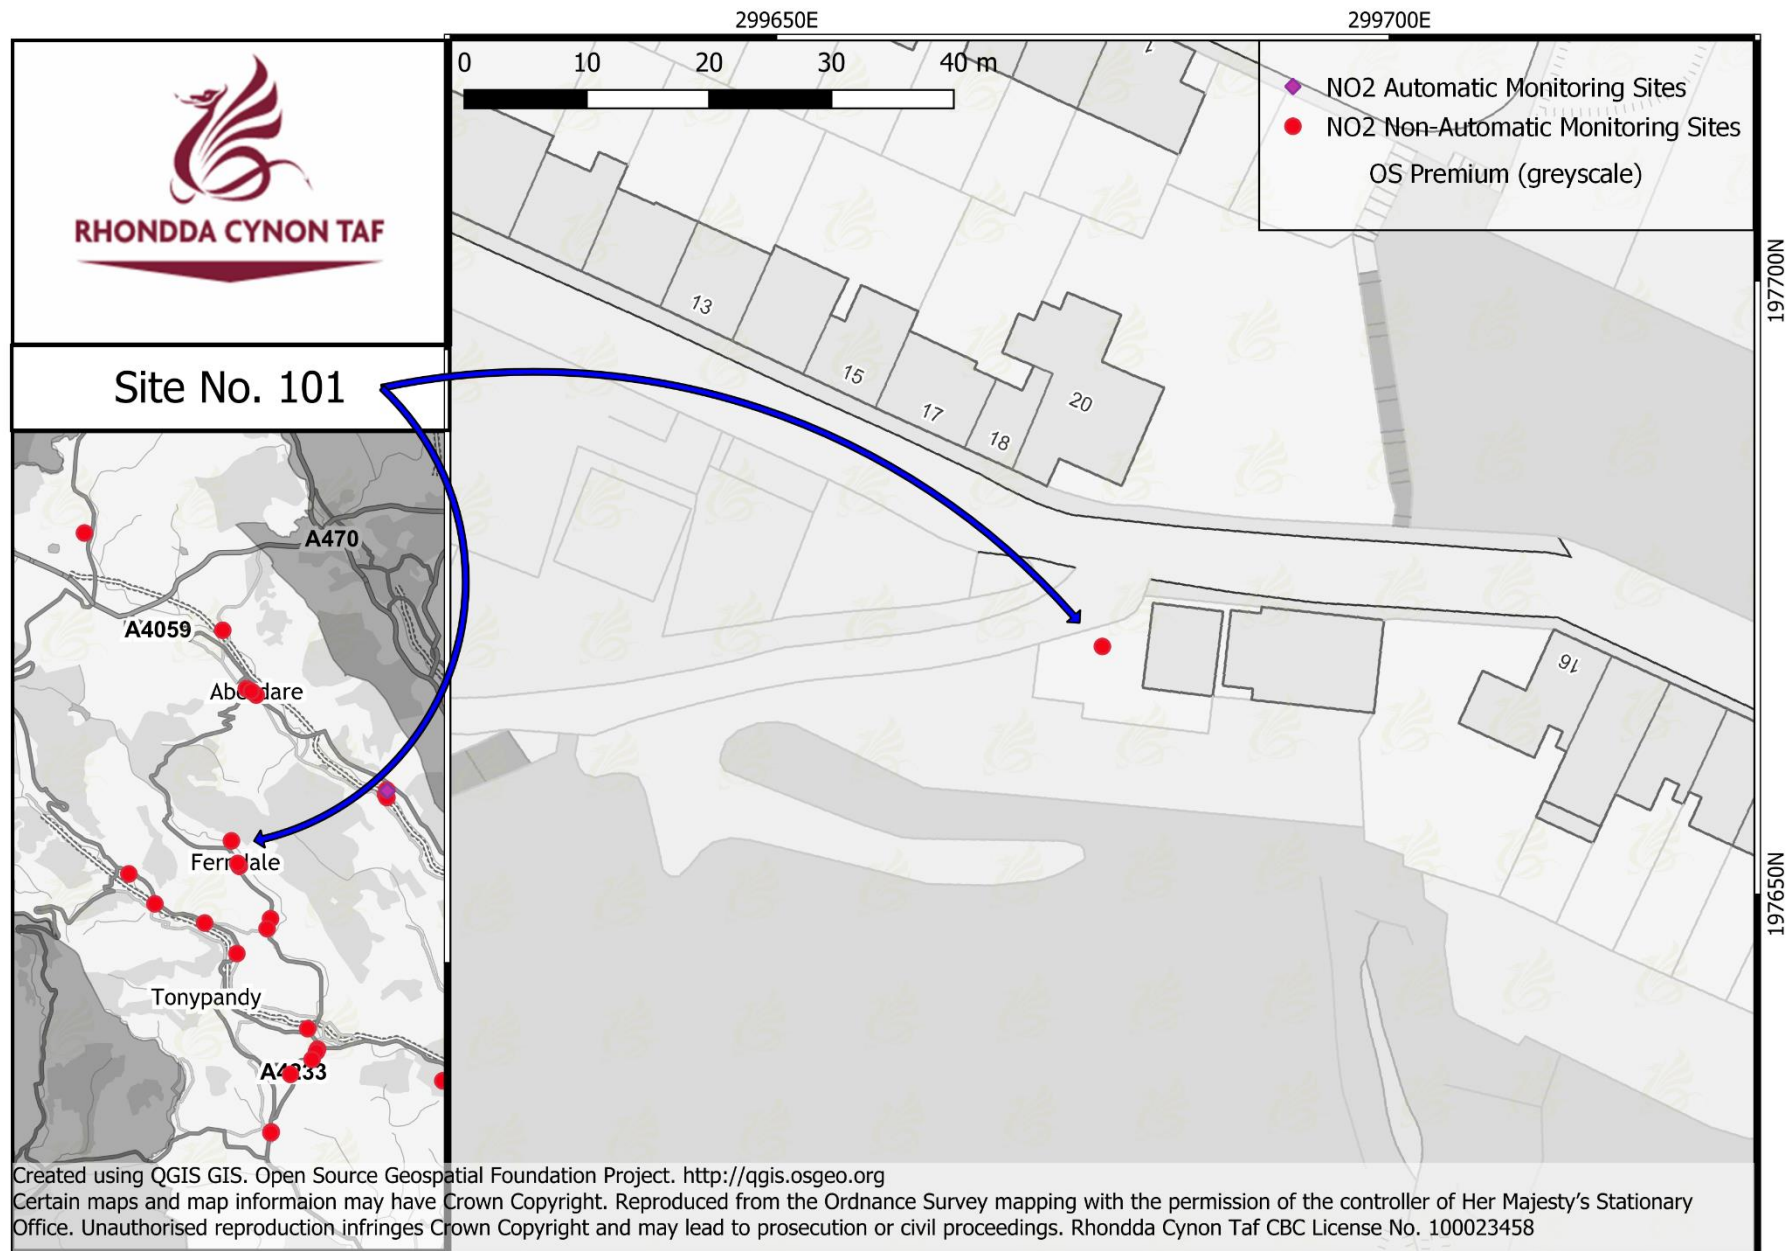 299650E
299700E
RHONDDA CYNON TAF
Site No. 101
0 10 20 30 40 m
NO2 Automatic Monitoring Sites
NO2 Non-Automatic Monitoring Sites
OS Premium (greyscale)
197700N
197650N
13
15
17
18
20
16
A470
A4059
Tonypandy
Created using QGIS GIS. Open Source Geospatial Foundation Project. http://qgis.osgeo.org
Certain maps and map informaion may have Crown Copyright. Reproduced from the Ordnance Survey mapping with the permission of the controller of Her Majesty's Stationary
Office. Unauthorised reproduction infringes Crown Copyright and may lead to prosecution or civil proceedings. Rhondda Cynon Taf CBC License No. 100023458